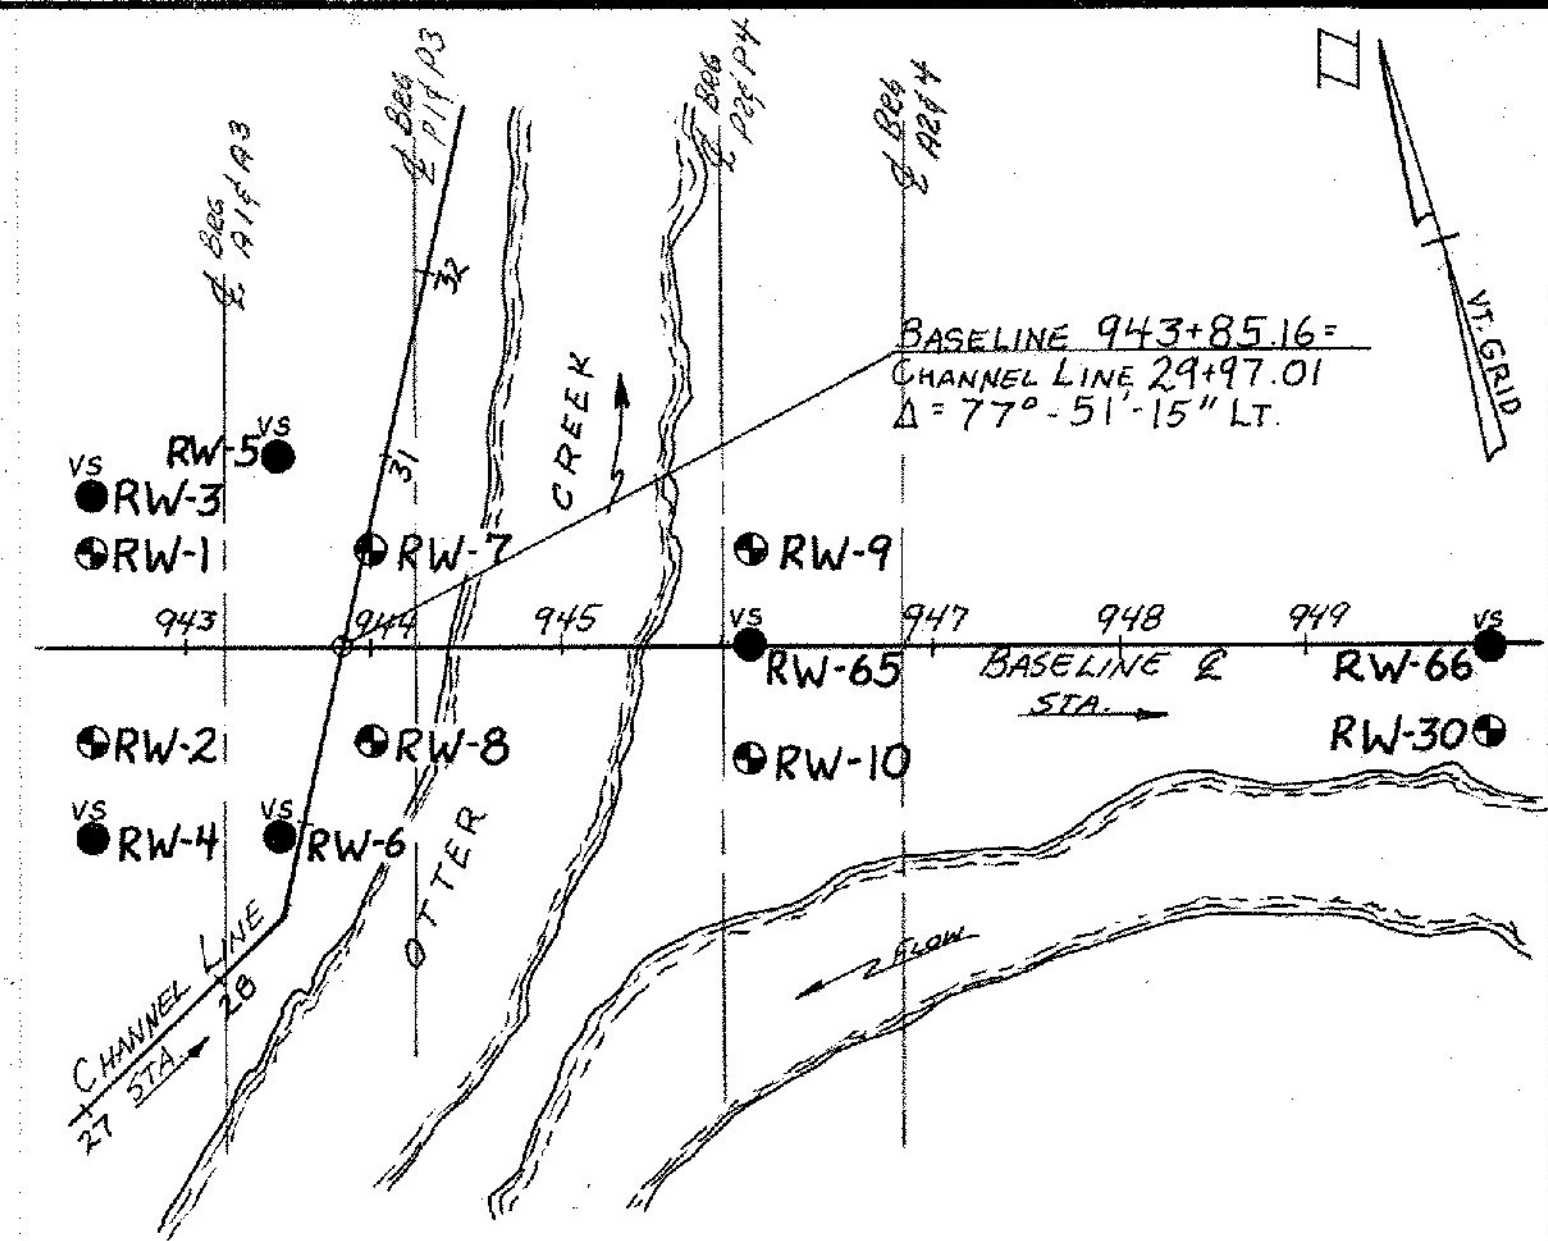 ℄ BRG
A1 & A3
℄ BRG
P1 & P3
℄ BRG
P2 & P4
℄ BRG
A2 & 4
VT. GRID
32
31
BASELINE 943+85.16 =
CHANNEL LINE 29+97.01
Δ = 77° - 51' - 15" LT.
CREEK
VS
RW-5
VS
RW-3
RW-1
RW-7
RW-9
943
944
945
VS
947
948
949
VS
RW-65
BASELINE ℄
STA.
RW-66
RW-2
RW-8
RW-10
RW-30
VS
RW-4
VS
RW-6
OTTER
FLOW
CHANNEL LINE
28
STA.
27